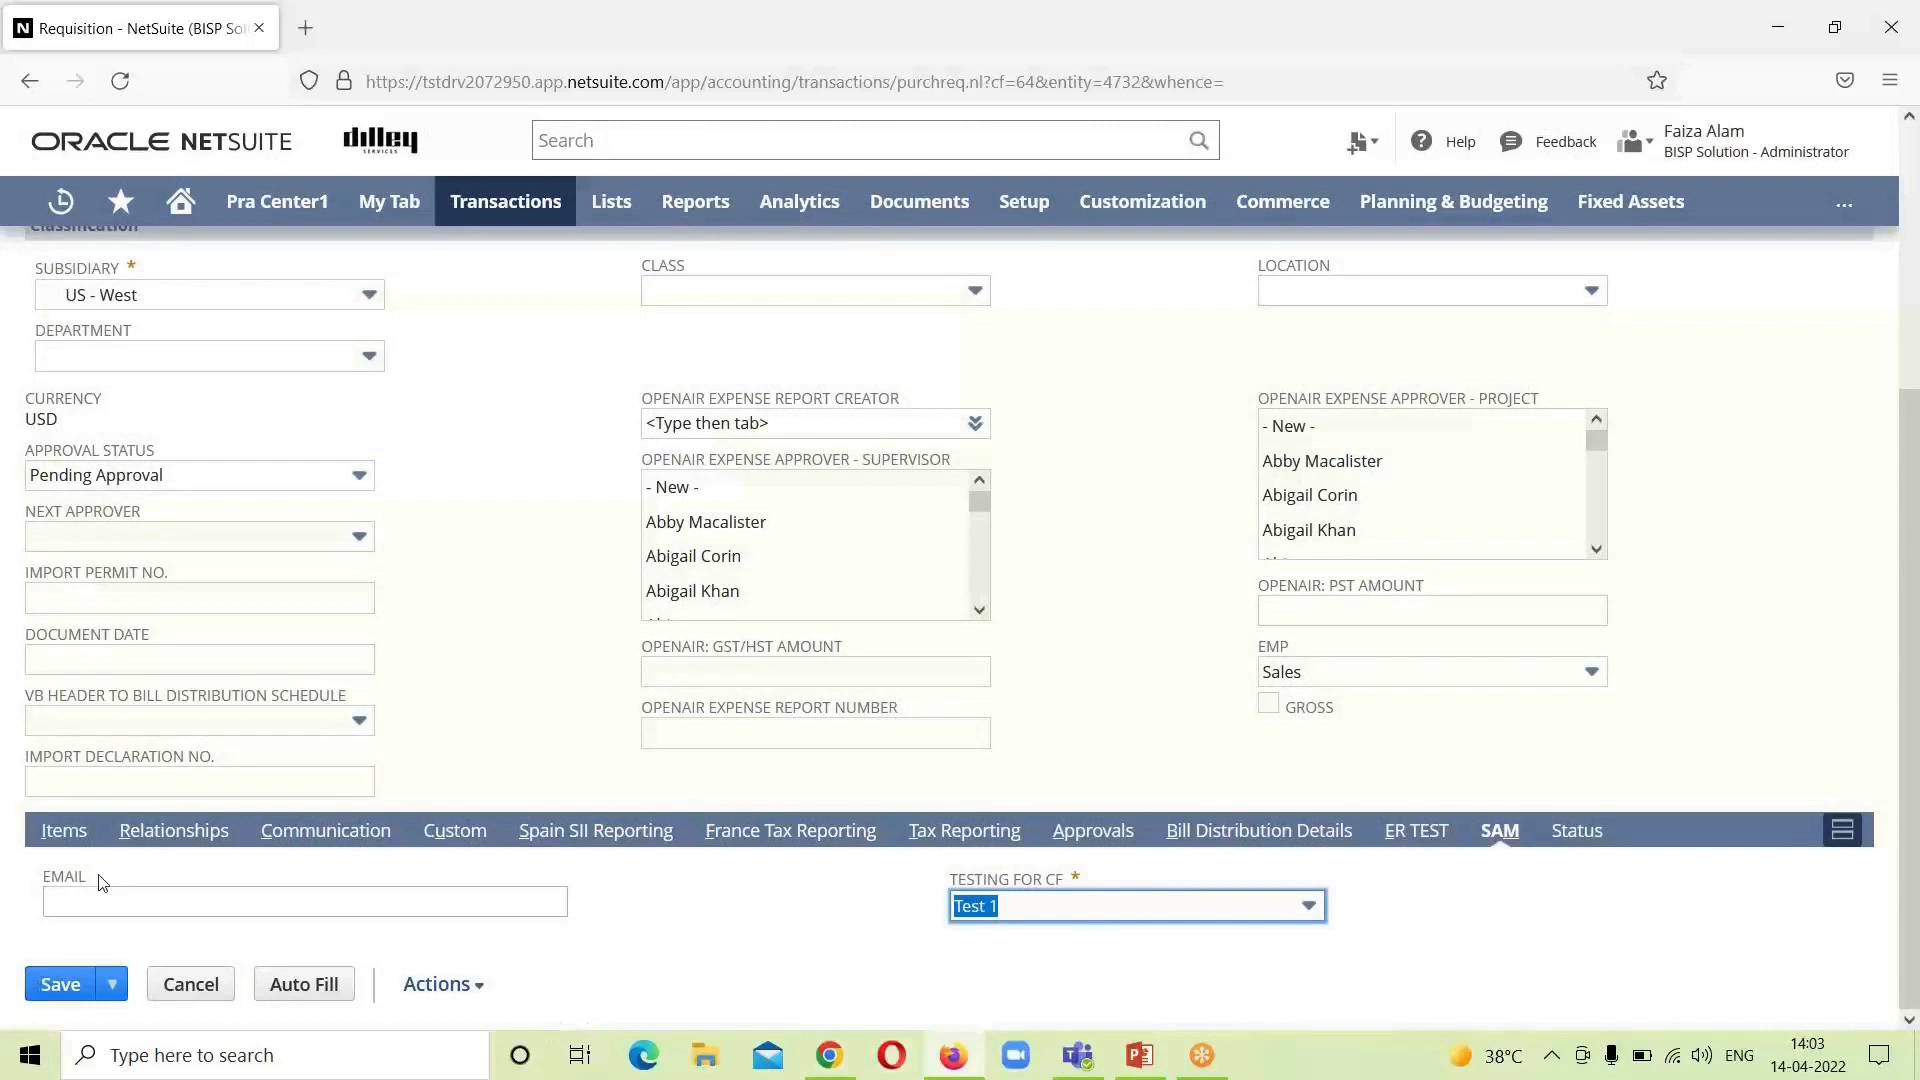 Requisition - NetSuite (BISP Sol
https://tstdrv2072950.app.netsuite.com/app/accounting/transactions/purchreq.nl?cf=64&entity=4732&whence=
ORACLE NETSUITE
dilley
SERVICES
Search
Help
Feedback
Faiza Alam
BISP Solution - Administrator
Pra Center1
My Tab
Transactions
Lists
Reports
Analytics
Documents
Setup
Customization
Commerce
Planning & Budgeting
Fixed Assets
...
Classification
SUBSIDIARY *
US - West
CLASS
LOCATION
DEPARTMENT
CURRENCY
USD
APPROVAL STATUS
Pending Approval
NEXT APPROVER
IMPORT PERMIT NO.
DOCUMENT DATE
VB HEADER TO BILL DISTRIBUTION SCHEDULE
IMPORT DECLARATION NO.
OPENAIR EXPENSE REPORT CREATOR
<Type then tab>
OPENAIR EXPENSE APPROVER - SUPERVISOR
- New -
Abby Macalister
Abigail Corin
Abigail Khan
OPENAIR: GST/HST AMOUNT
OPENAIR EXPENSE REPORT NUMBER
OPENAIR EXPENSE APPROVER - PROJECT
- New -
Abby Macalister
Abigail Corin
Abigail Khan
OPENAIR: PST AMOUNT
EMP
Sales
GROSS
Items
Relationships
Communication
Custom
Spain SII Reporting
France Tax Reporting
Tax Reporting
Approvals
Bill Distribution Details
ER TEST
SAM
Status
EMAIL
TESTING FOR CF *
Test 1
Save
Cancel
Auto Fill
Actions
Type here to search
38°C
ENG
14:03
14-04-2022